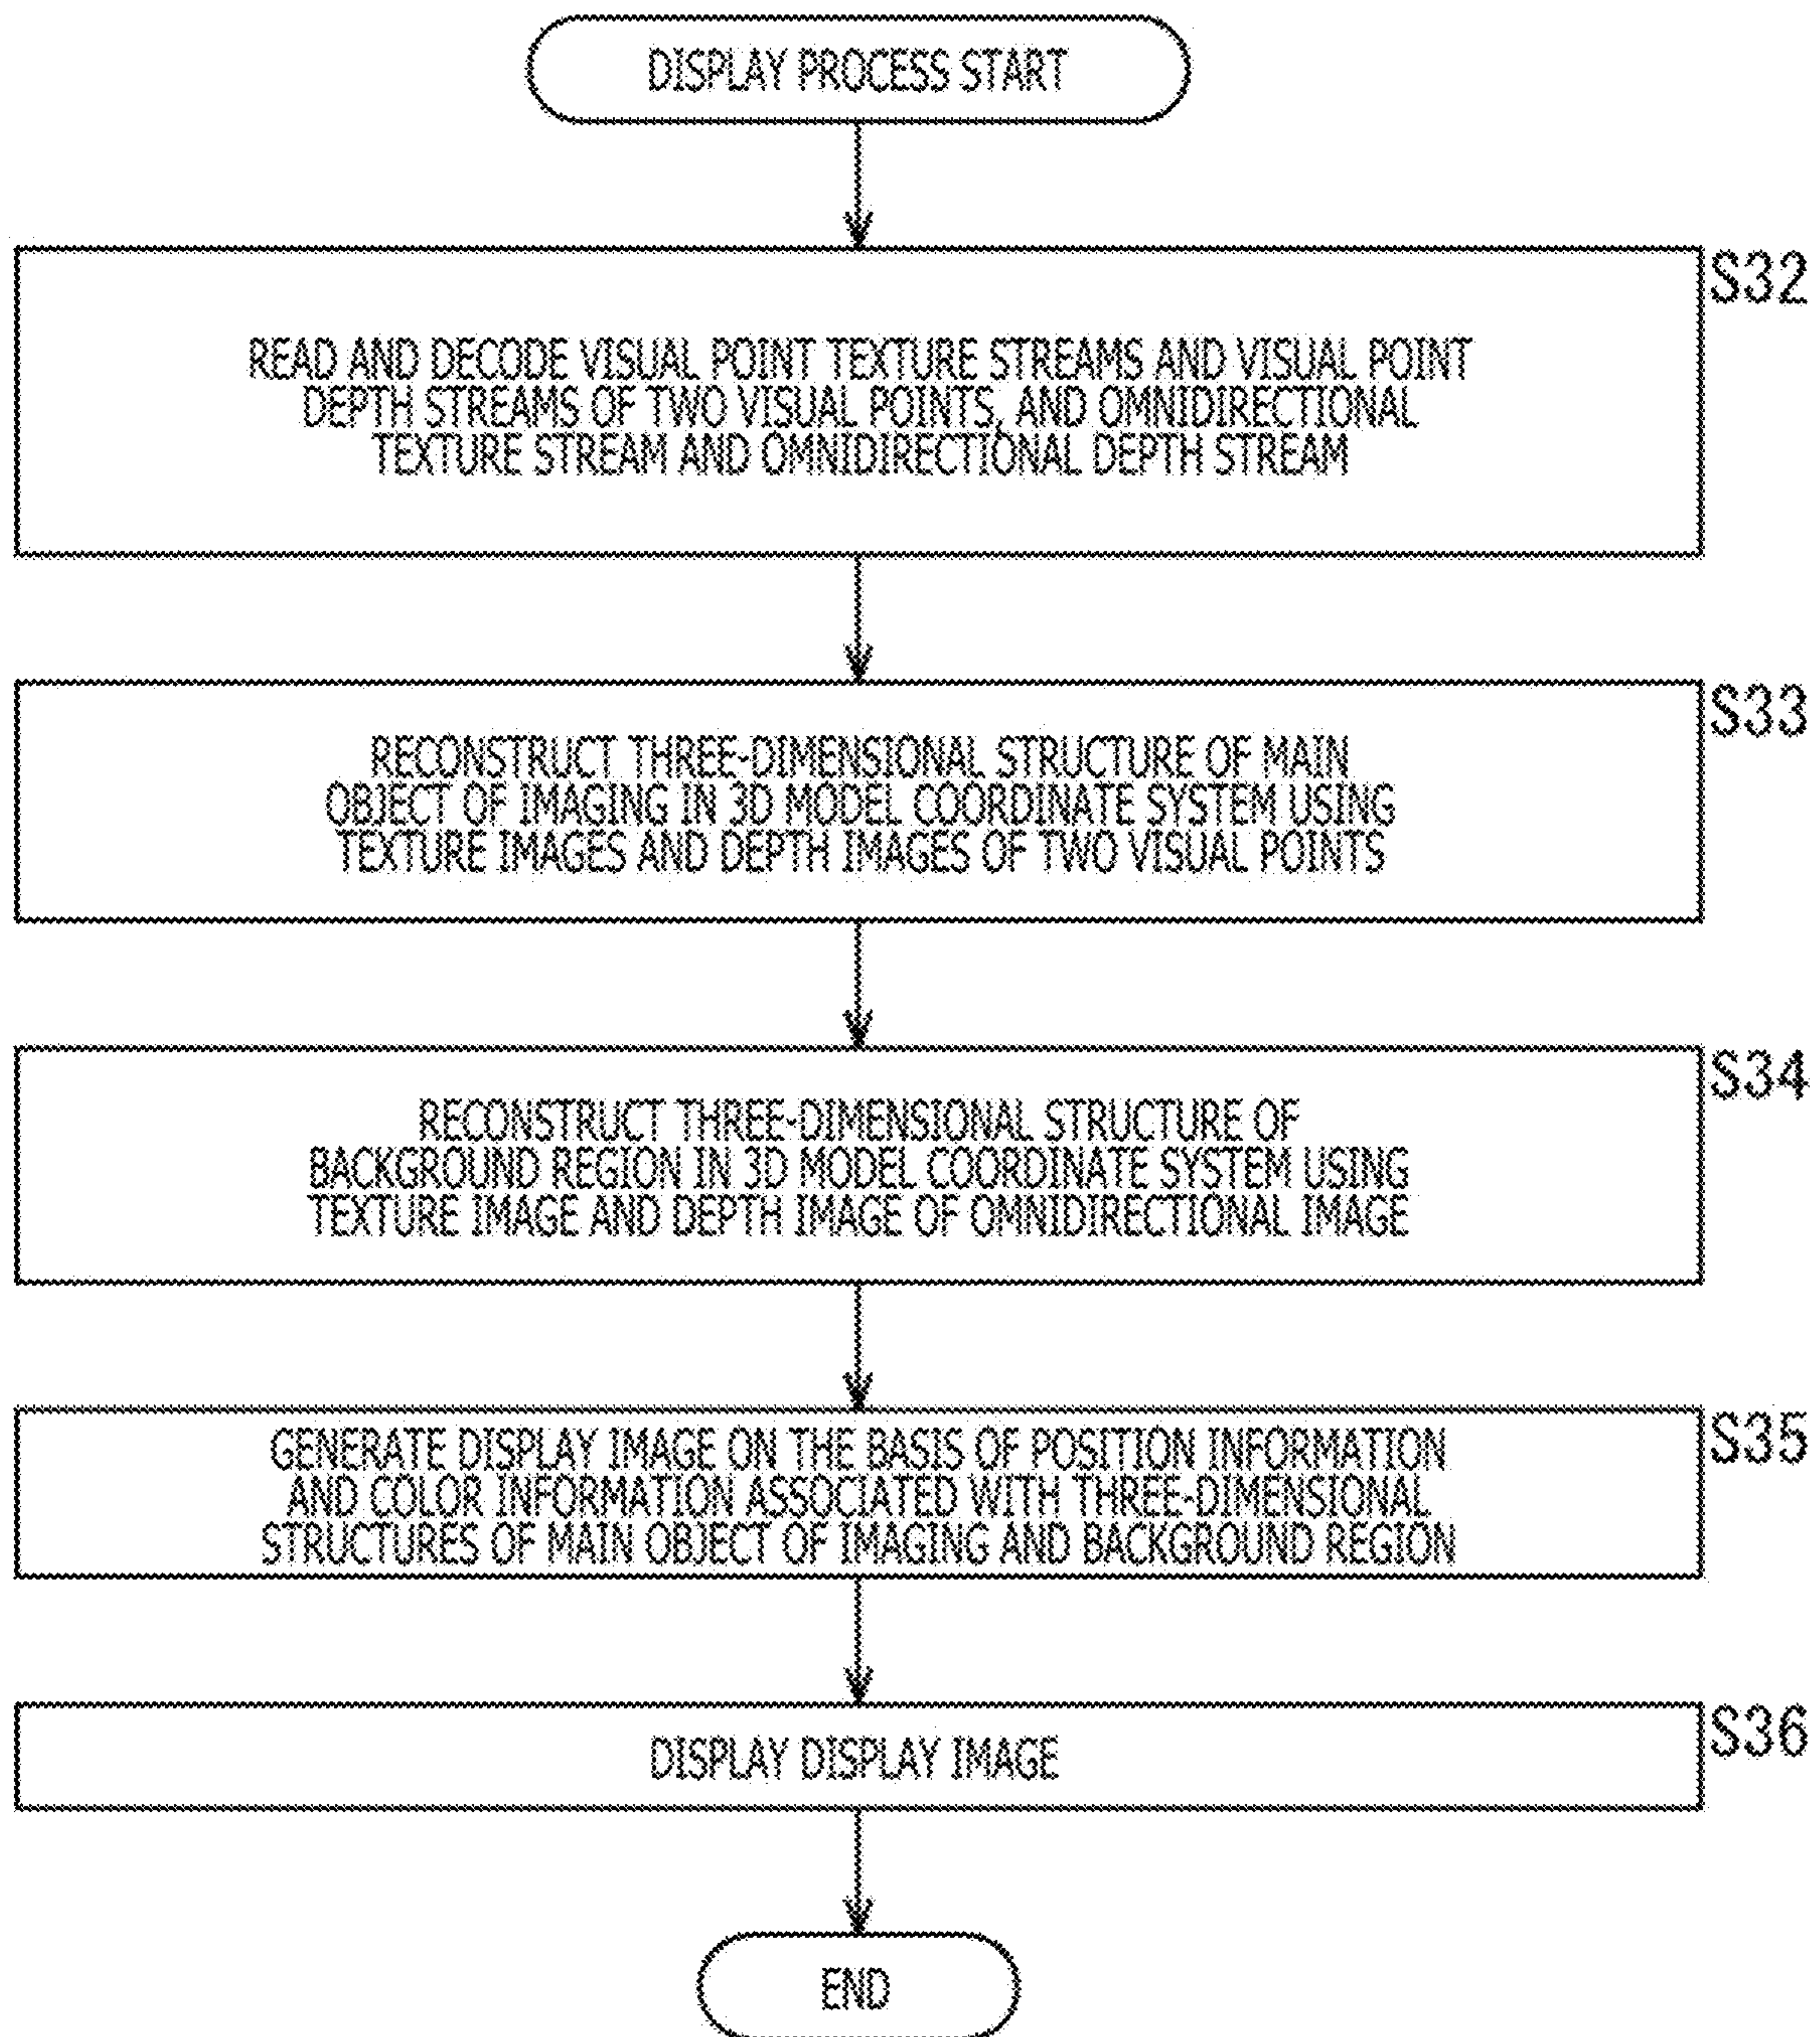 DISPLAY PROCESS START
S32
READ AND DECODE VISUAL POINT TEXTURE STREAMS AND VISUAL POINT
DEPTH STREAMS OF TWO VISUAL POINTS, AND OMNIDIRECTIONAL
TEXTURE STREAM AND OMNIDIRECTIONAL DEPTH STREAM
S33
RECONSTRUCT THREE-DIMENSIONAL STRUCTURE OF MAIN
OBJECT OF IMAGING IN 3D MODEL COORDINATE SYSTEM USING
TEXTURE IMAGES AND DEPTH IMAGES OF TWO VISUAL POINTS
S34
RECONSTRUCT THREE-DIMENSIONAL STRUCTURE OF
BACKGROUND REGION IN 3D MODEL COORDINATE SYSTEM USING
TEXTURE IMAGE AND DEPTH IMAGE OF OMNIDIRECTIONAL IMAGE
S35
GENERATE DISPLAY IMAGE ON THE BASIS OF POSITION INFORMATION
AND COLOR INFORMATION ASSOCIATED WITH THREE-DIMENSIONAL
STRUCTURES OF MAIN OBJECT OF IMAGING AND BACKGROUND REGION
S36
DISPLAY DISPLAY IMAGE
END